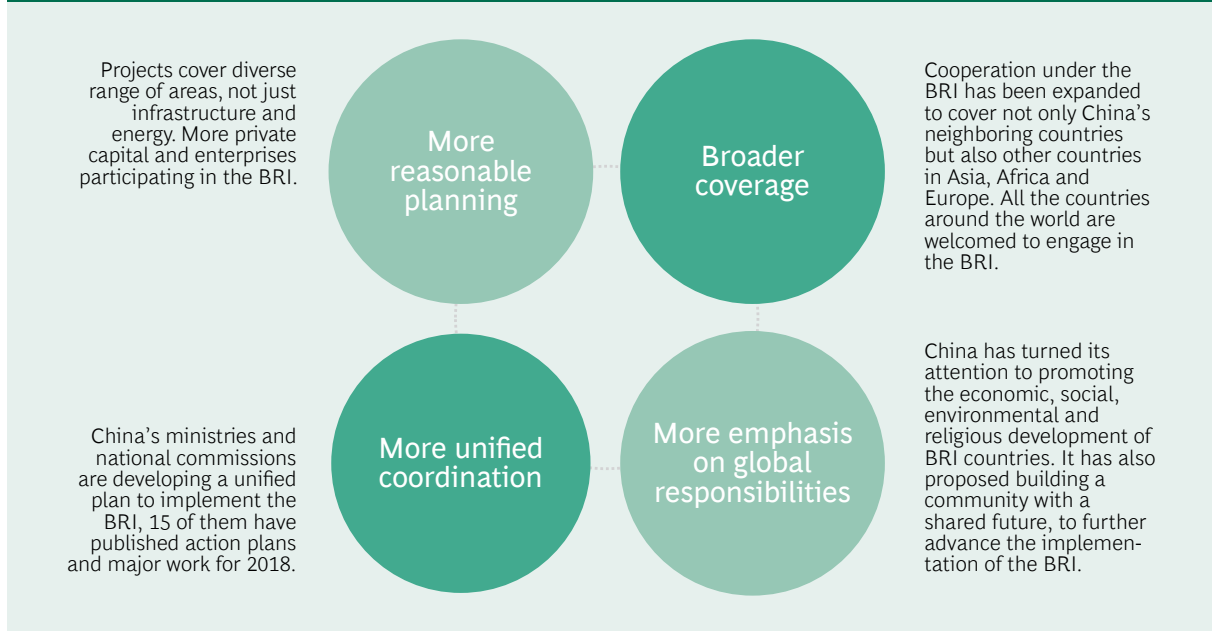 Projects cover diverse
range of areas, not just
infrastructure and
energy. More private
capital and enterprises
participating in the BRI.
More
reasonable
planning
Broader
coverage
Cooperation under the
BRI has been expanded
to cover not only China’s
neighboring countries
but also other countries
in Asia, Africa and
Europe. All the countries
around the world are
welcomed to engage in
the BRI.
China’s ministries and
national commissions
are developing a unified
plan to implement the
BRI, 15 of them have
published action plans
and major work for 2018.
More unified
coordination
More emphasis
on global
responsibilities
China has turned its
attention to promoting
the economic, social,
environmental and
religious development of
BRI countries. It has also
proposed building a
community with a
shared future, to further
advance the implemen-
tation of the BRI.